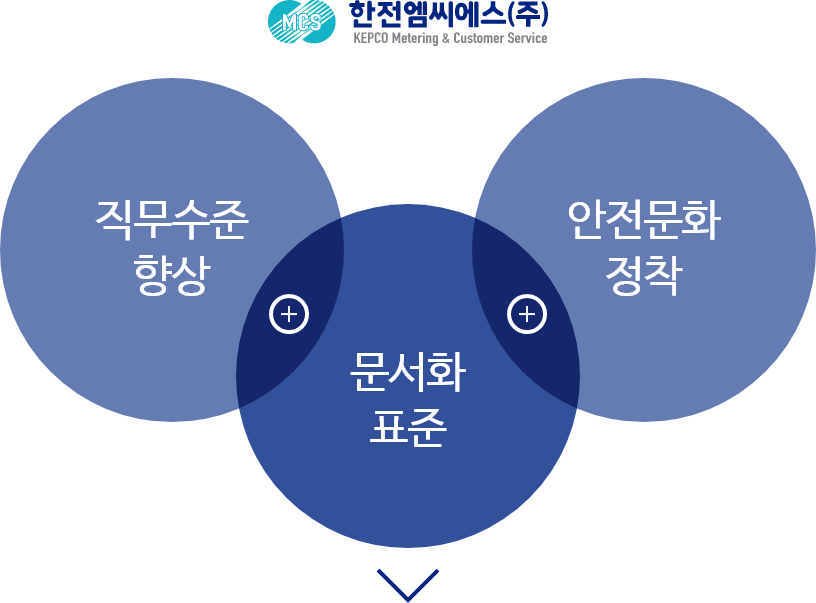 MCS 한전엠씨에스(주)
KEPCO Metering & Customer Service
직무수준
향상
안전문화
정착
문서화
표준